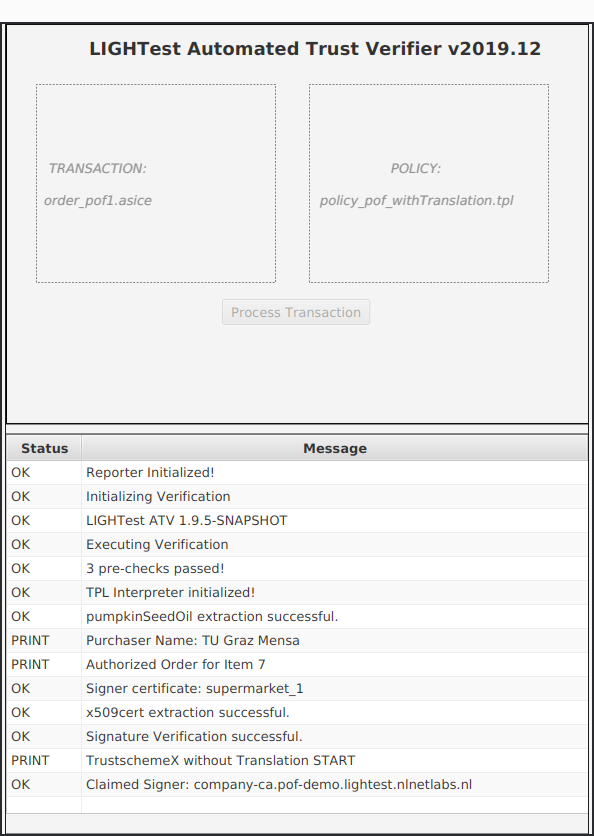 LIGHTest Automated Trust Verifier v2019.12
TRANSACTION:
order_pof1.asice
POLICY:
policy_pof_withTranslation.tpl
Process Transaction
Status Message
OK Reporter Initialized!
OK Initializing Verification
OK LIGHTest ATV 1.9.5-SNAPSHOT
OK Executing Verification
OK 3 pre-checks passed!
OK TPL Interpreter initialized!
OK pumpkinSeedOil extraction successful.
PRINT Purchaser Name: TU Graz Mensa
PRINT Authorized Order for Item 7
OK Signer certificate: supermarket_1
OK x509cert extraction successful.
OK Signature Verification successful.
PRINT TrustschemeX without Translation START
OK Claimed Signer: company-ca.pof-demo.lightest.nlnetlabs.nl